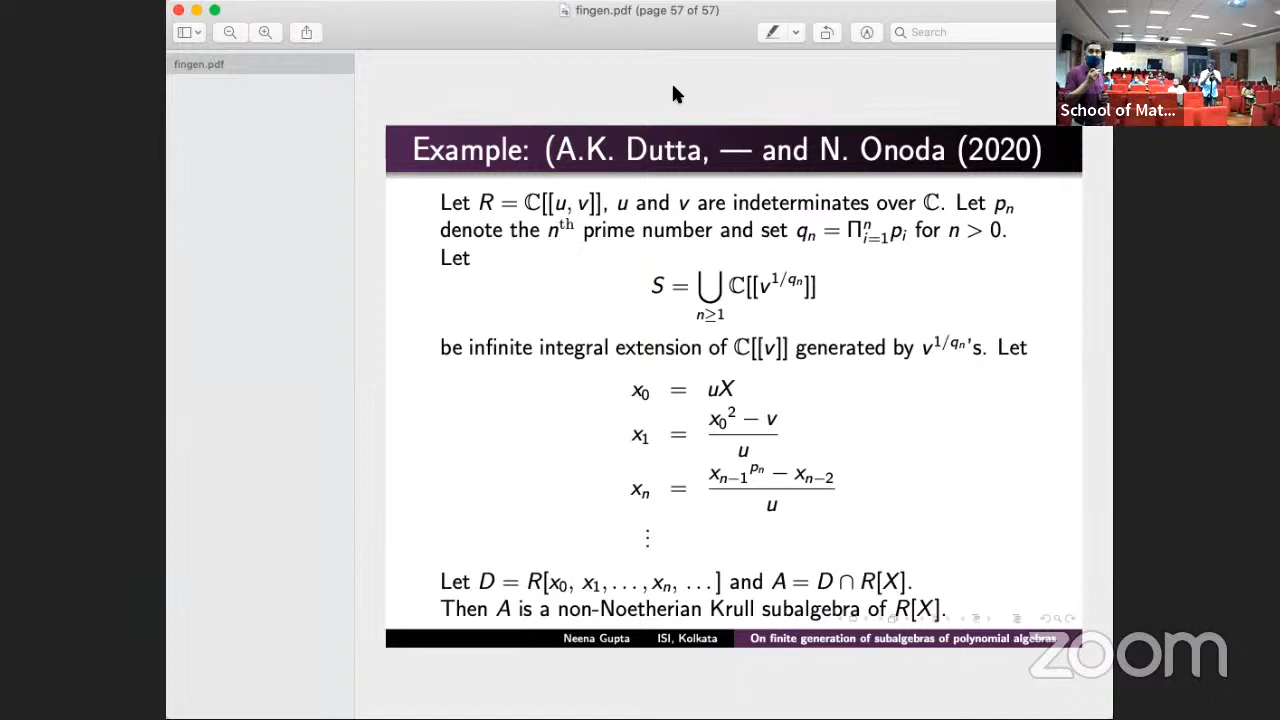 fingen.pdf (page 57 of 57)
Search
fingen.pdf
School of Mat...
Example: (A.K. Dutta, — and N. Onoda (2020)
Let R = ℂ[[u, v]], u and v are indeterminates over ℂ. Let pₙ
denote the nᵗʰ prime number and set qₙ = Πⁿᵢ₌₁pᵢ for n > 0.
Let
S = ⋃_{n≥1} ℂ[[v^{1/qₙ}]]
be infinite integral extension of ℂ[[v]] generated by v^{1/qₙ}'s. Let
x₀ = uX
x₁ = (x₀² − v)/u
xₙ = (xₙ₋₁^{pₙ} − xₙ₋₂)/u
⋮
Let D = R[x₀, x₁, . . . , xₙ, . . . ] and A = D ∩ R[X].
Then A is a non-Noetherian Krull subalgebra of R[X].
Neena Gupta ISI, Kolkata On finite generation of subalgebras of polynomial algebras
zoom